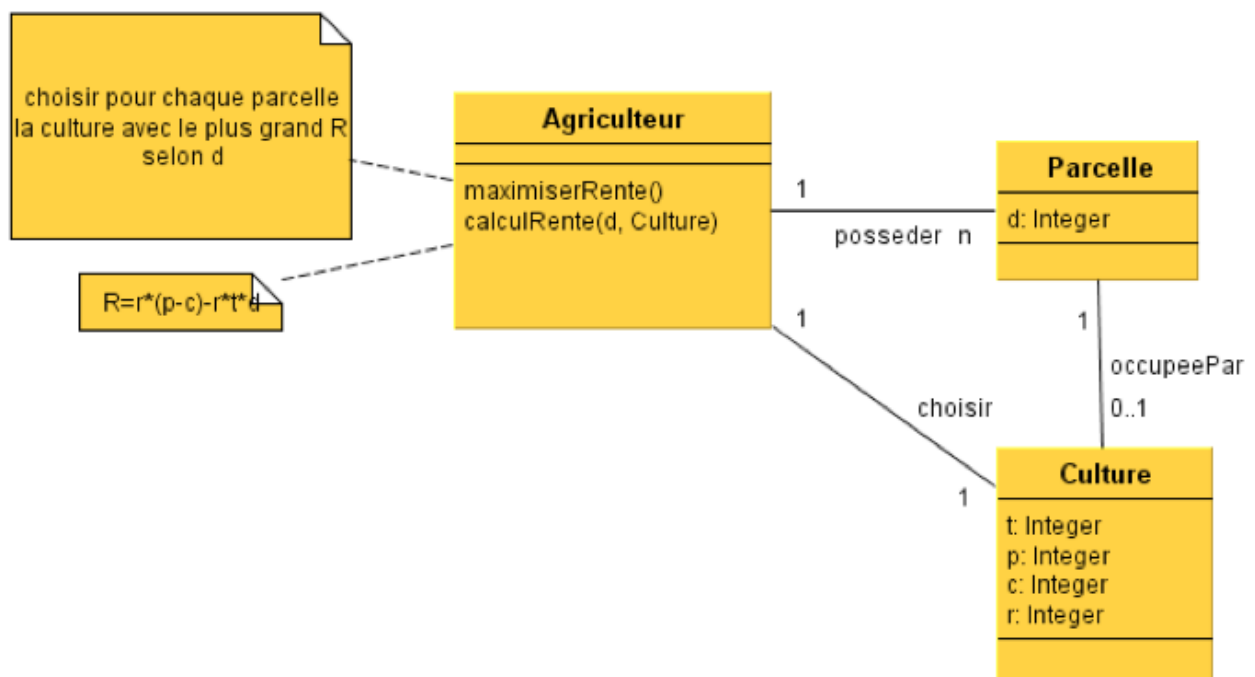 choisir pour chaque parcelle
la culture avec le plus grand R
selon d
R=r*(p-c)-r*t*d
Agriculteur
maximiserRente()
calculRente(d, Culture)
1
posseder n
Parcelle
d: Integer
1
choisir
1
1
occupeePar
0..1
Culture
t: Integer
p: Integer
c: Integer
r: Integer